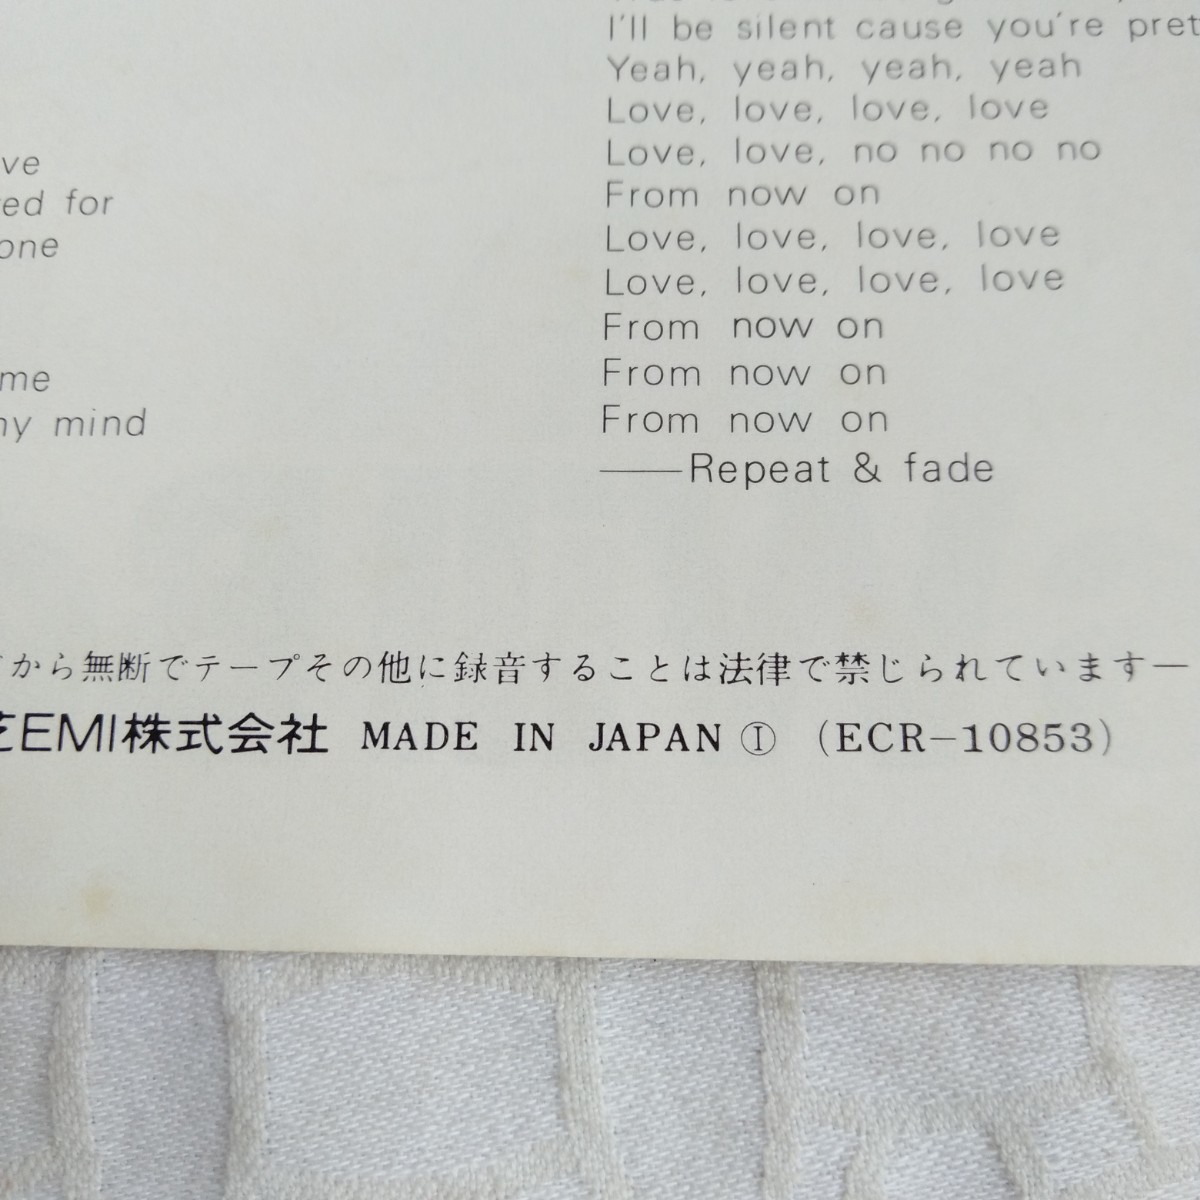 ve
ed for
one
me
my mind
I'll be silent cause you're
Yeah, yeah, yeah, yeah
Love, love, love, love
Love, love, no no no no
From now on
Love, love, love, love
Love, love, love, love
From now on
From now on
From now on
——Repeat & fade
から無断でテープその他に録音することは法律で禁じられています—
芝EMI株式会社 MADE IN JAPAN Ⓘ (ECR-10853)